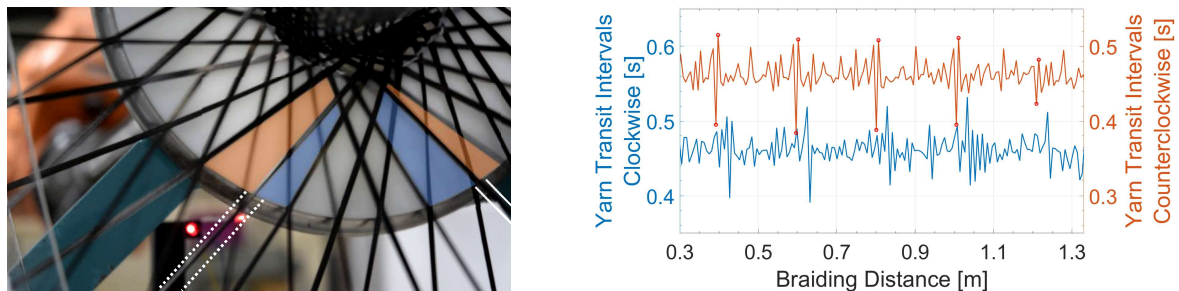 Yarn Transit Intervals
Clockwise [s]
0.6
0.5
0.4
0.5
0.4
0.3
Yarn Transit Intervals
Counterclockwise [s]
0.3 0.5 0.7 0.9 1.1 1.3
Braiding Distance [m]